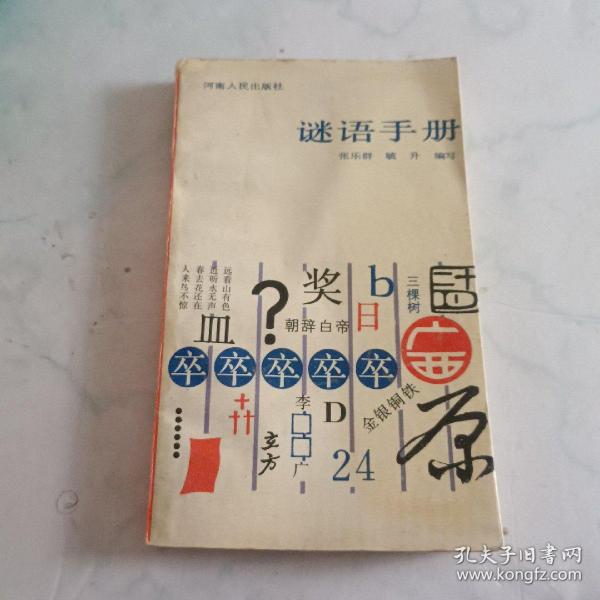 河南人民出版社
谜语手册
张乐群 毓升 编写
远看山有色
近听水无声
春去花还在
人来鸟不惊
皿
?
奖
朝辞白帝
b
日
三棵树
卒卒卒卒卒
立方
李
广
D
24
金银铜铁
孔夫子旧书网
www.kongfz.com